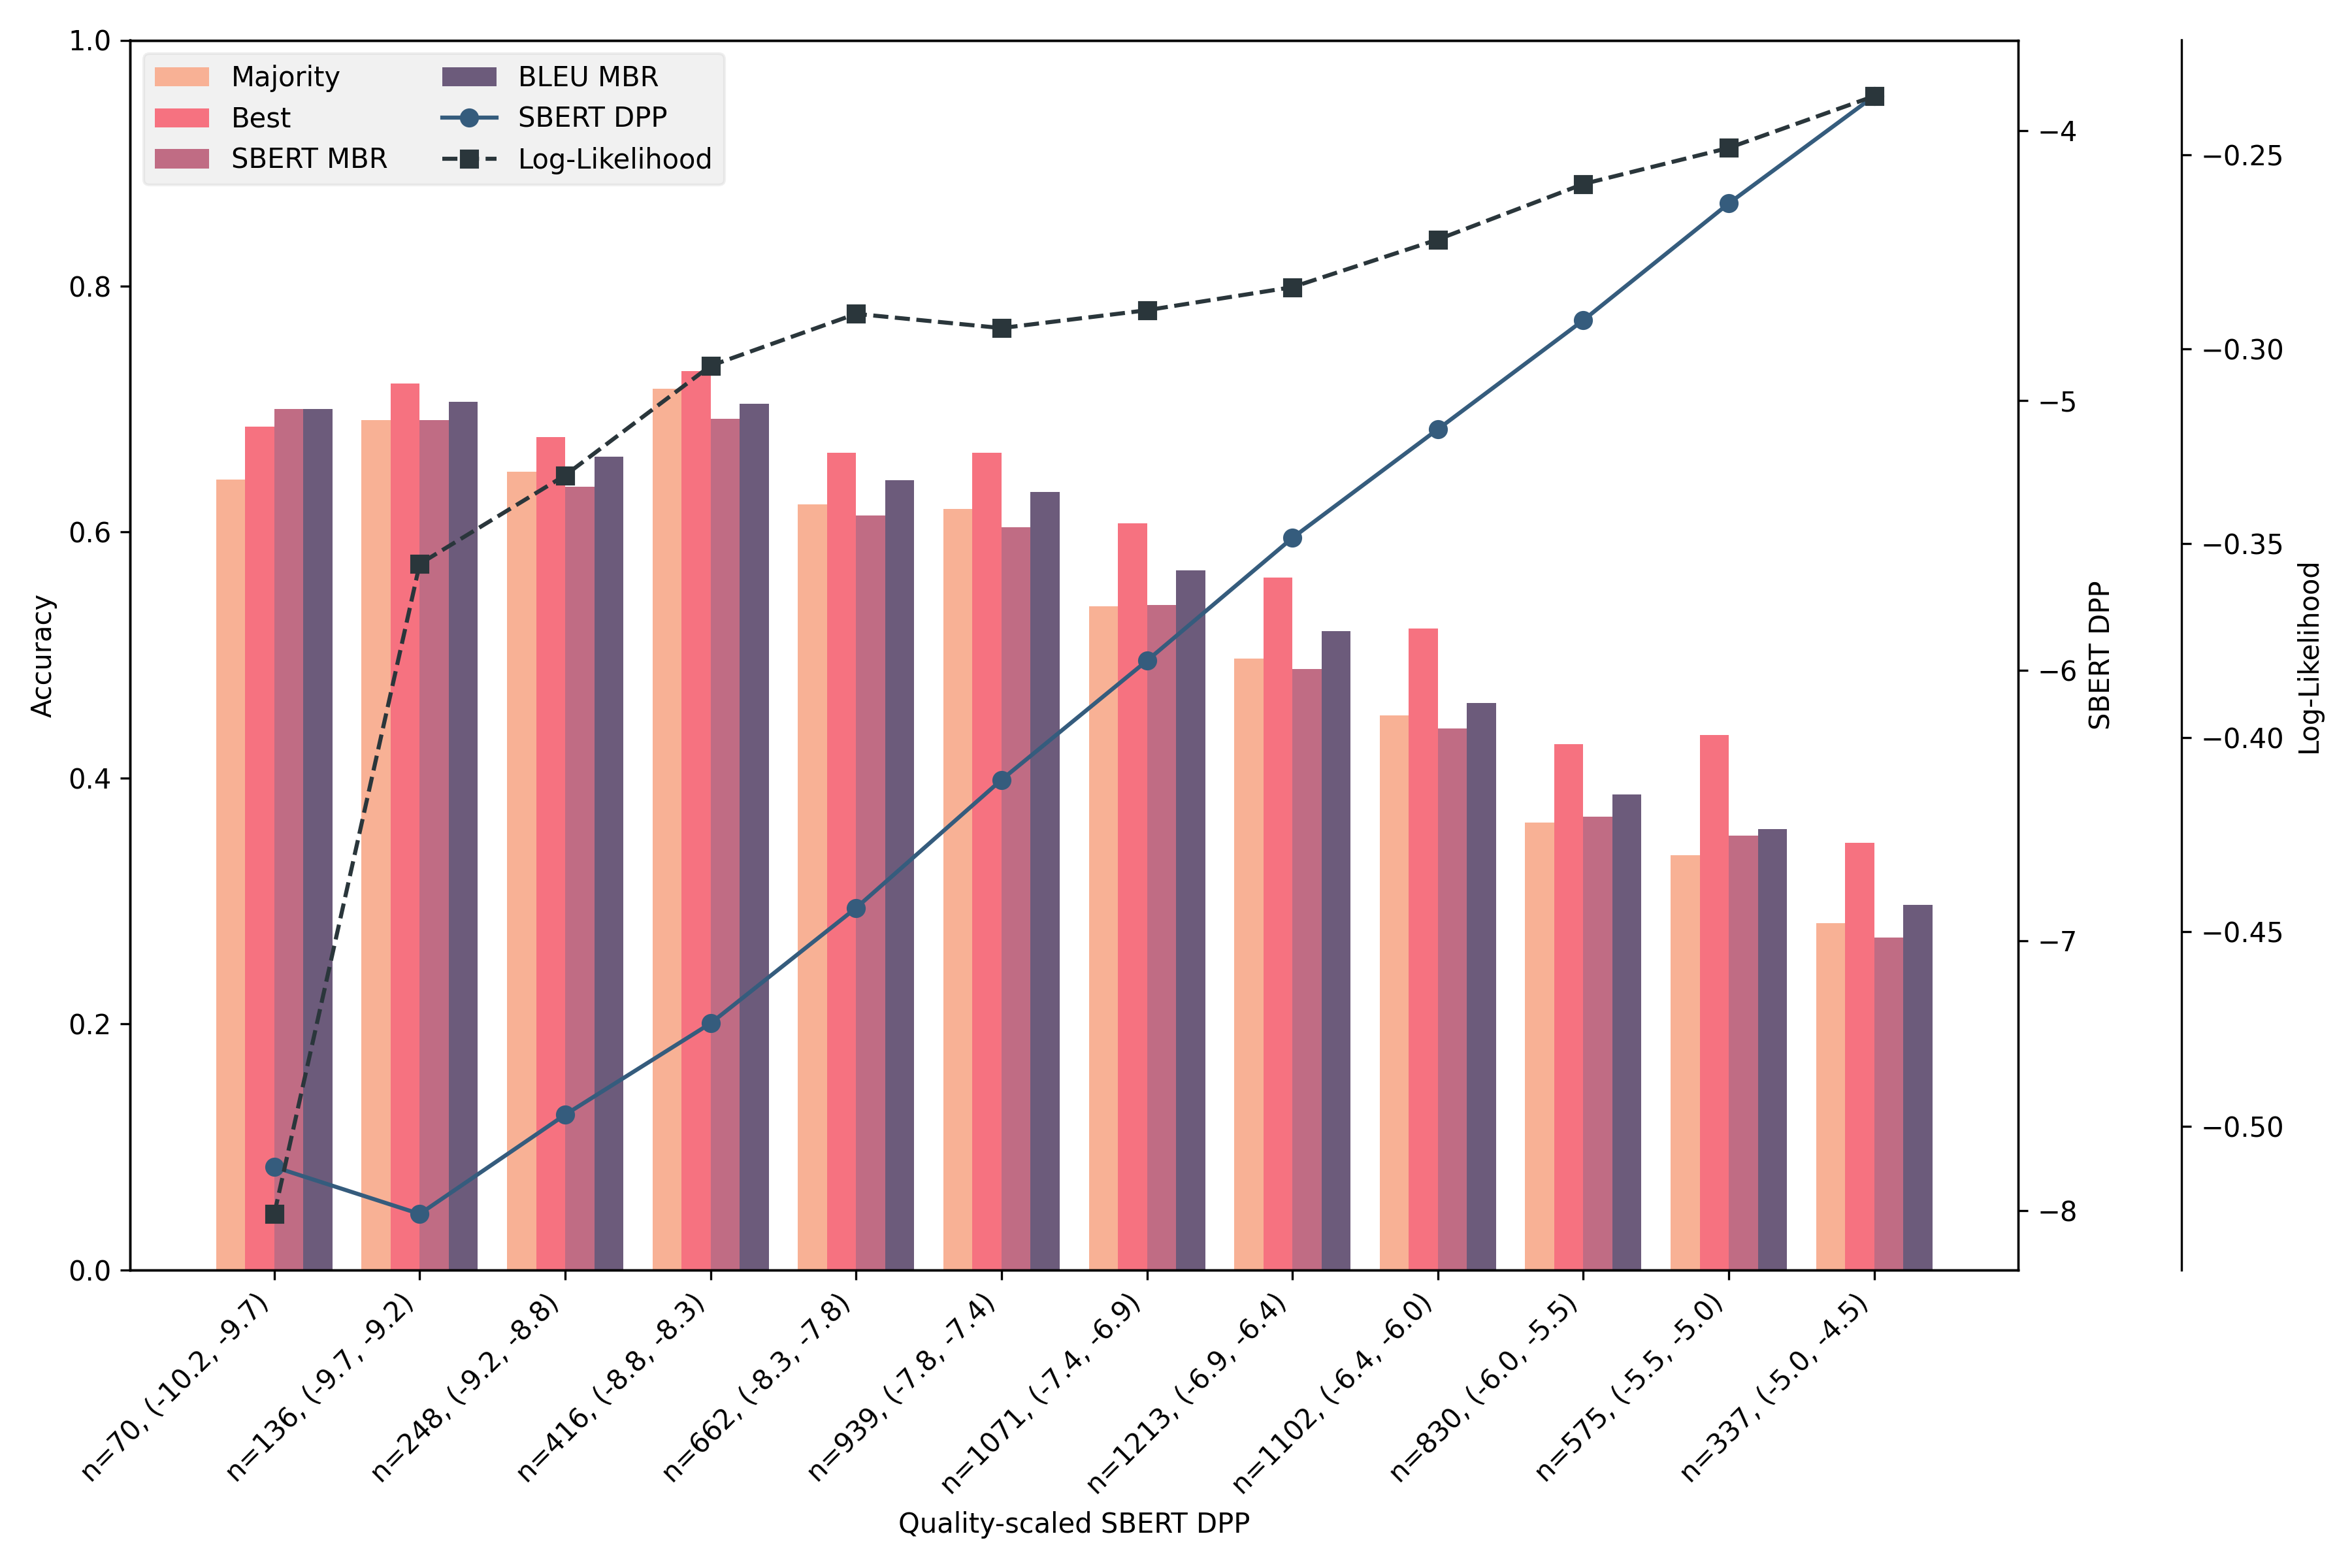 Majority
Best
SBERT MBR
BLEU MBR
SBERT DPP
Log-Likelihood
1.0
0.8
0.6
0.4
0.2
0.0
Accuracy
−4
−5
−6
−7
−8
SBERT DPP
−0.25
−0.30
−0.35
−0.40
−0.45
−0.50
Log-Likelihood
n=70, (-10.2, -9.7)
n=136, (-9.7, -9.2)
n=248, (-9.2, -8.8)
n=416, (-8.8, -8.3)
n=662, (-8.3, -7.8)
n=939, (-7.8, -7.4)
n=1071, (-7.4, -6.9)
n=1213, (-6.9, -6.4)
n=1102, (-6.4, -6.0)
n=830, (-6.0, -5.5)
n=575, (-5.5, -5.0)
n=337, (-5.0, -4.5)
Quality-scaled SBERT DPP